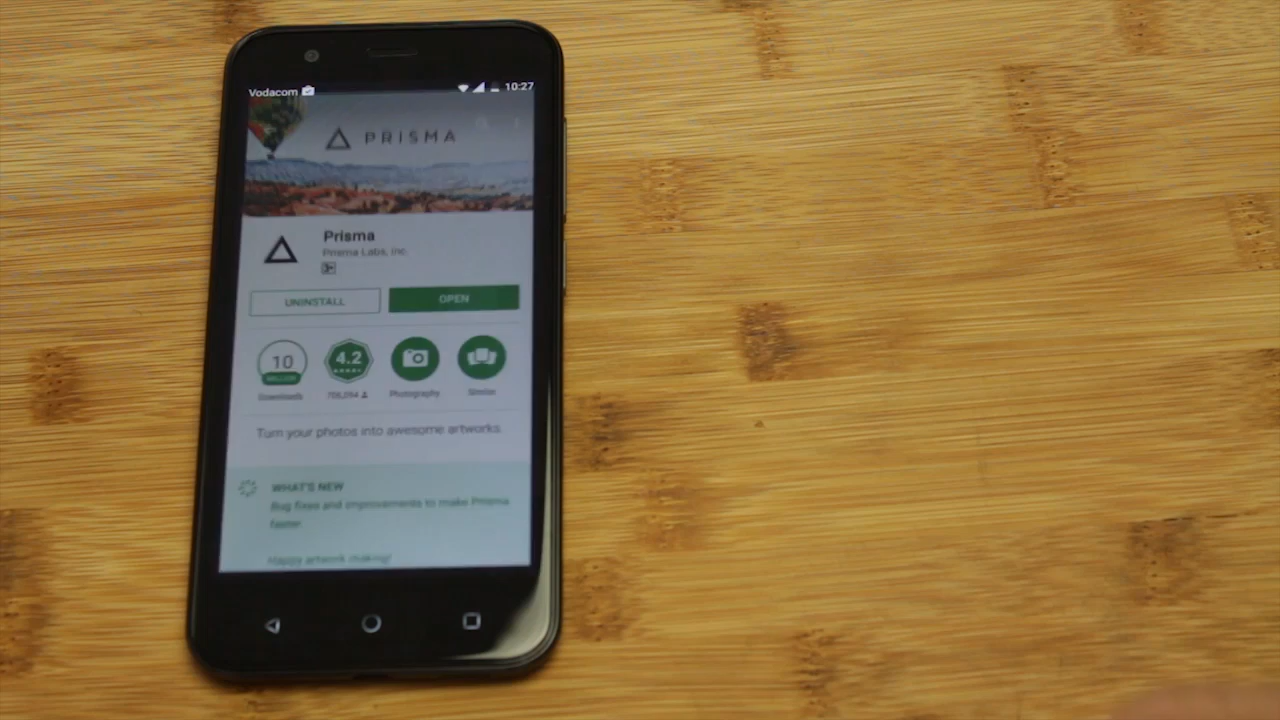 Vodacom 10:27
PRISMA
Prisma
Prisma Labs, Inc.
3+
UNINSTALL OPEN
10 4.2
MILLION
Downloads Photography Similar
Turn your photos into awesome artworks
WHAT'S NEW
Bug fixes and improvements to make Prisma
faster
Happy artwork making!